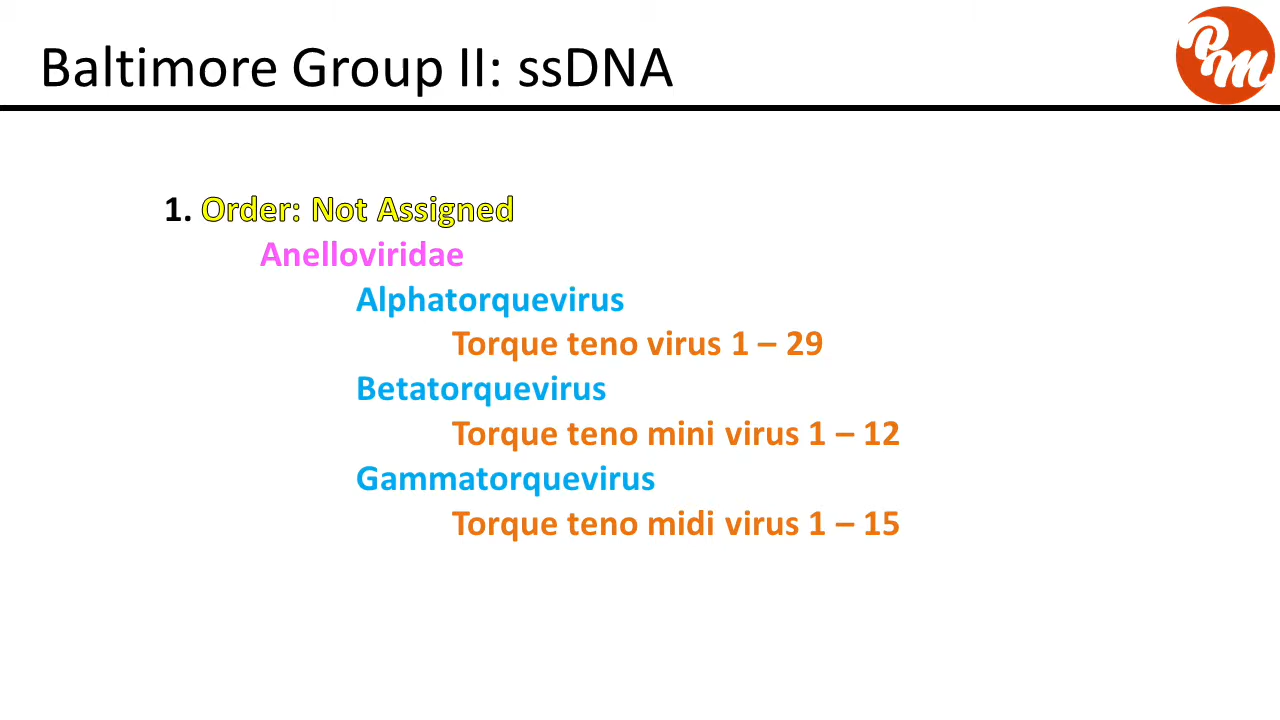 Baltimore Group II: ssDNA
PM
1. Order: Not Assigned
Anelloviridae
Alphatorquevirus
Torque teno virus 1 – 29
Betatorquevirus
Torque teno mini virus 1 – 12
Gammatorquevirus
Torque teno midi virus 1 – 15